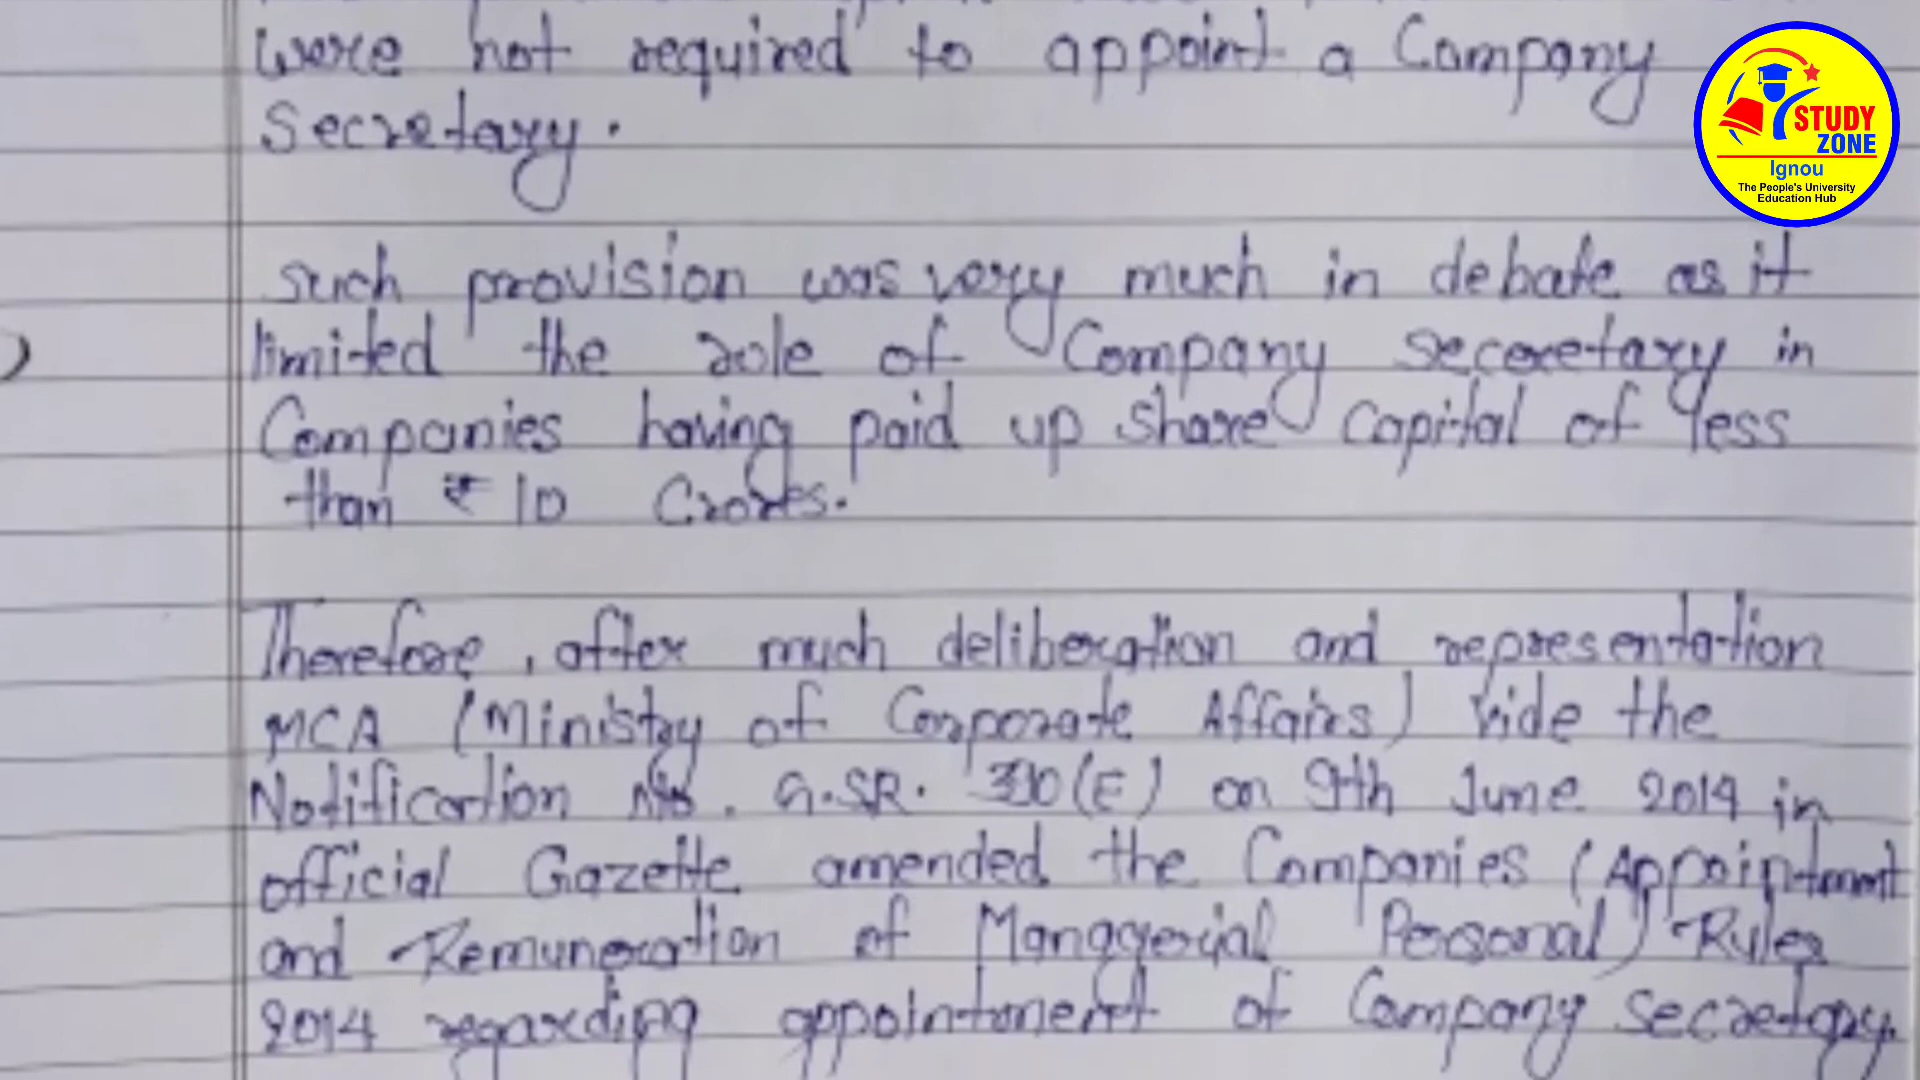 were not required to appoint a Company
Secretary.
such provision was very much in debate as it
limited the role of Company seceretary in
Companies having paid up share capital of less
than ₹ 10 Crores.
Therefore, after much deliberation and representation
MCA (Ministry of Corporate Affairs) vide the
Notification No. G.SR. 390(E) on 9th June 2014 in
official Gazette amended the Companies (Appointment
and Remuneration of Managerial Personal) Rules
2014 regarding appointment of Company secretary.
STUDY
ZONE
Ignou
The People's University
Education Hub